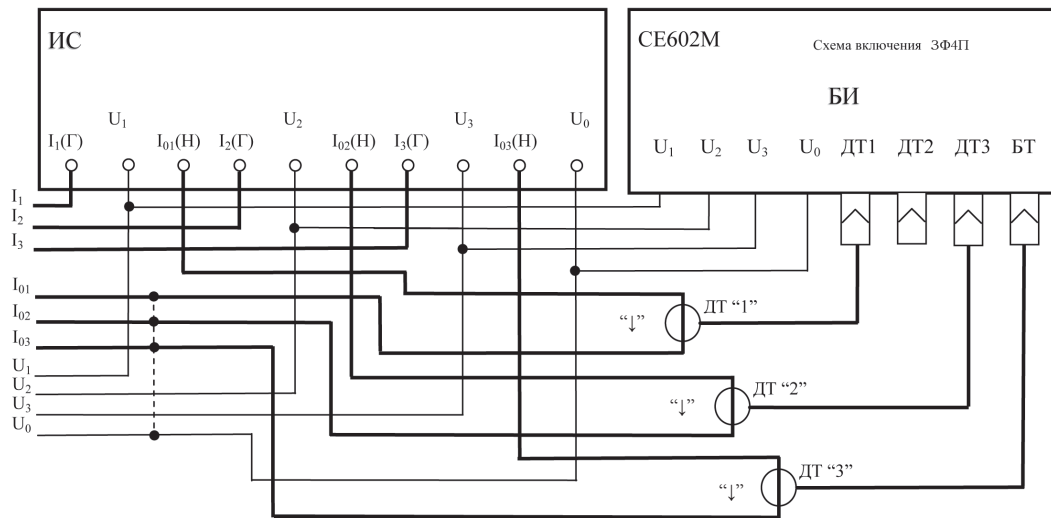 ИС
U₁ U₂ U₃ U₀
I₁(Г) I₀₁(Н) I₂(Г) I₀₂(Н) I₃(Г) I₀₃(Н)
СЕ602М Схема включения 3Ф4П
БИ
U₁ U₂ U₃ U₀ ДТ1 ДТ2 ДТ3 БТ
I₁
I₂
I₃
I₀₁
I₀₂
I₀₃
U₁
U₂
U₃
U₀
“↓” ДТ “1”
“↓” ДТ “2”
“↓” ДТ “3”